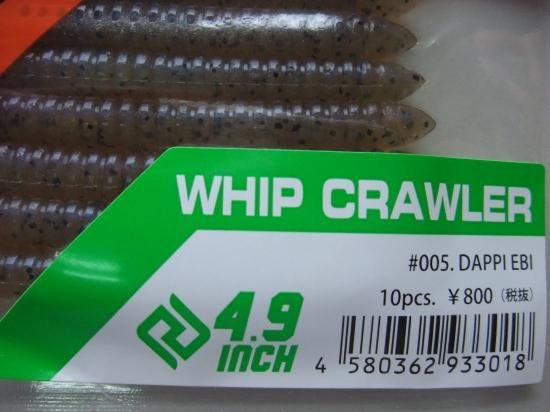 WHIP CRAWLER
#005. DAPPI EBI
10pcs. ￥800（税抜）
4.9
INCH
4 580362 933018